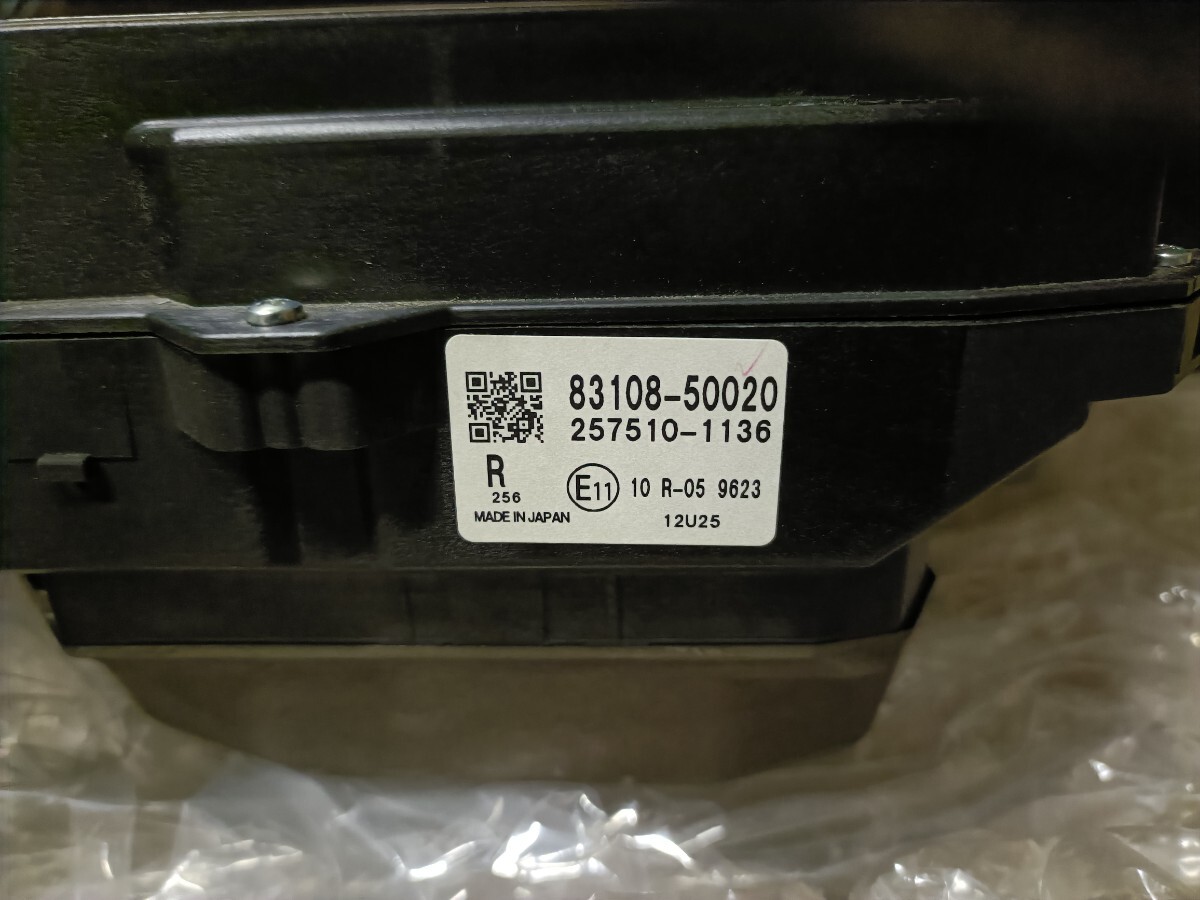 83108-50020
257510-1136
R
256
E11 10 R-05 9623
MADE IN JAPAN
12U25